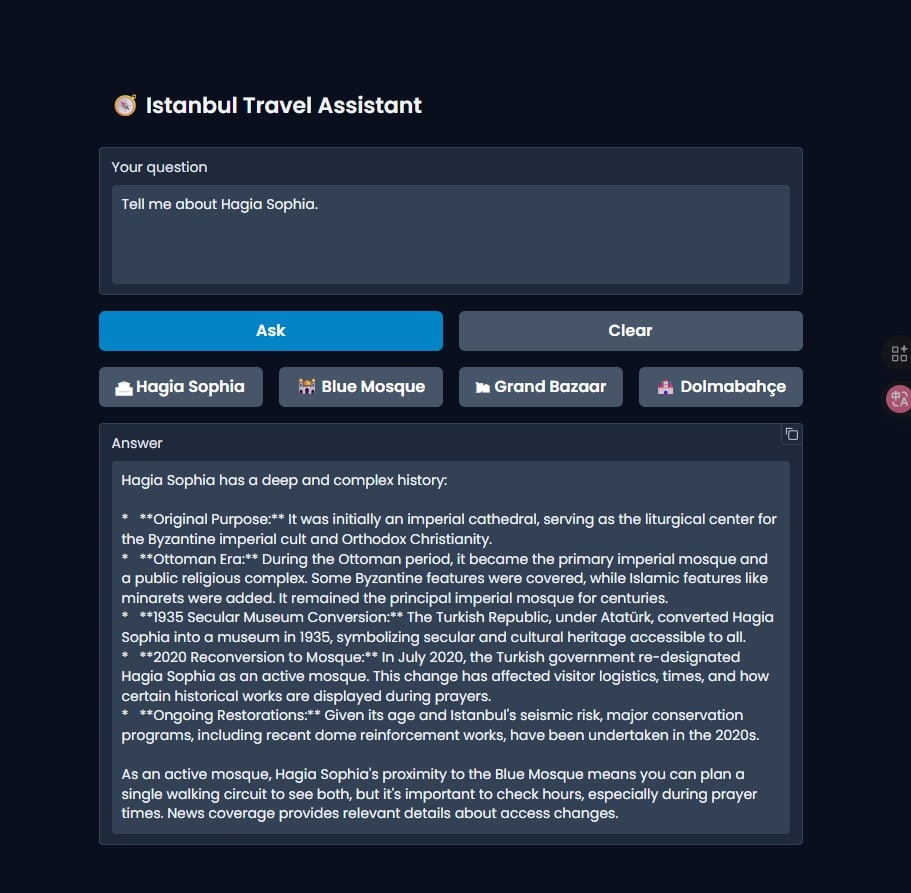 Istanbul Travel Assistant
Your question
Tell me about Hagia Sophia.
Ask
Clear
Hagia Sophia
Blue Mosque
Grand Bazaar
Dolmabahçe
Answer
Hagia Sophia has a deep and complex history:
*   **Original Purpose:** It was initially an imperial cathedral, serving as the liturgical center for
the Byzantine imperial cult and Orthodox Christianity.
*   **Ottoman Era:** During the Ottoman period, it became the primary imperial mosque and
a public religious complex. Some Byzantine features were covered, while Islamic features like
minarets were added. It remained the principal imperial mosque for centuries.
*   **1935 Secular Museum Conversion:** The Turkish Republic, under Atatürk, converted Hagia
Sophia into a museum in 1935, symbolizing secular and cultural heritage accessible to all.
*   **2020 Reconversion to Mosque:** In July 2020, the Turkish government re-designated
Hagia Sophia as an active mosque. This change has affected visitor logistics, times, and how
certain historical works are displayed during prayers.
*   **Ongoing Restorations:** Given its age and Istanbul's seismic risk, major conservation
programs, including recent dome reinforcement works, have been undertaken in the 2020s.
As an active mosque, Hagia Sophia's proximity to the Blue Mosque means you can plan a
single walking circuit to see both, but it's important to check hours, especially during prayer
times. News coverage provides relevant details about access changes.